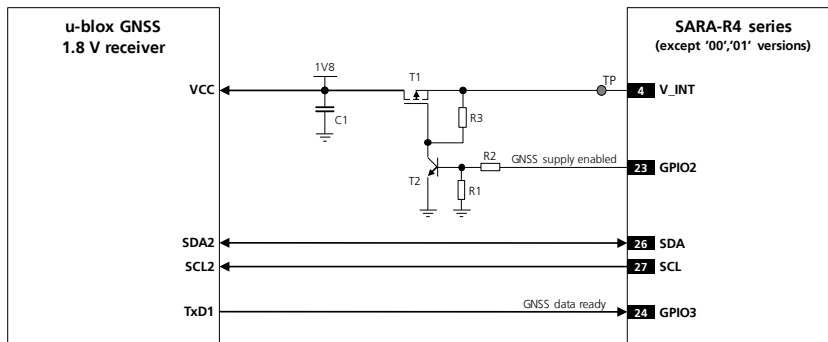 u-blox GNSS
1.8 V receiver
SARA-R4 series
(except '00','01' versions)
1V8
T1
TP
VCC
4
V_INT
C1
R3
R2
GNSS supply enabled
23
GPIO2
T2
R1
SDA2
26
SDA
SCL2
27
SCL
TxD1
GNSS data ready
24
GPIO3